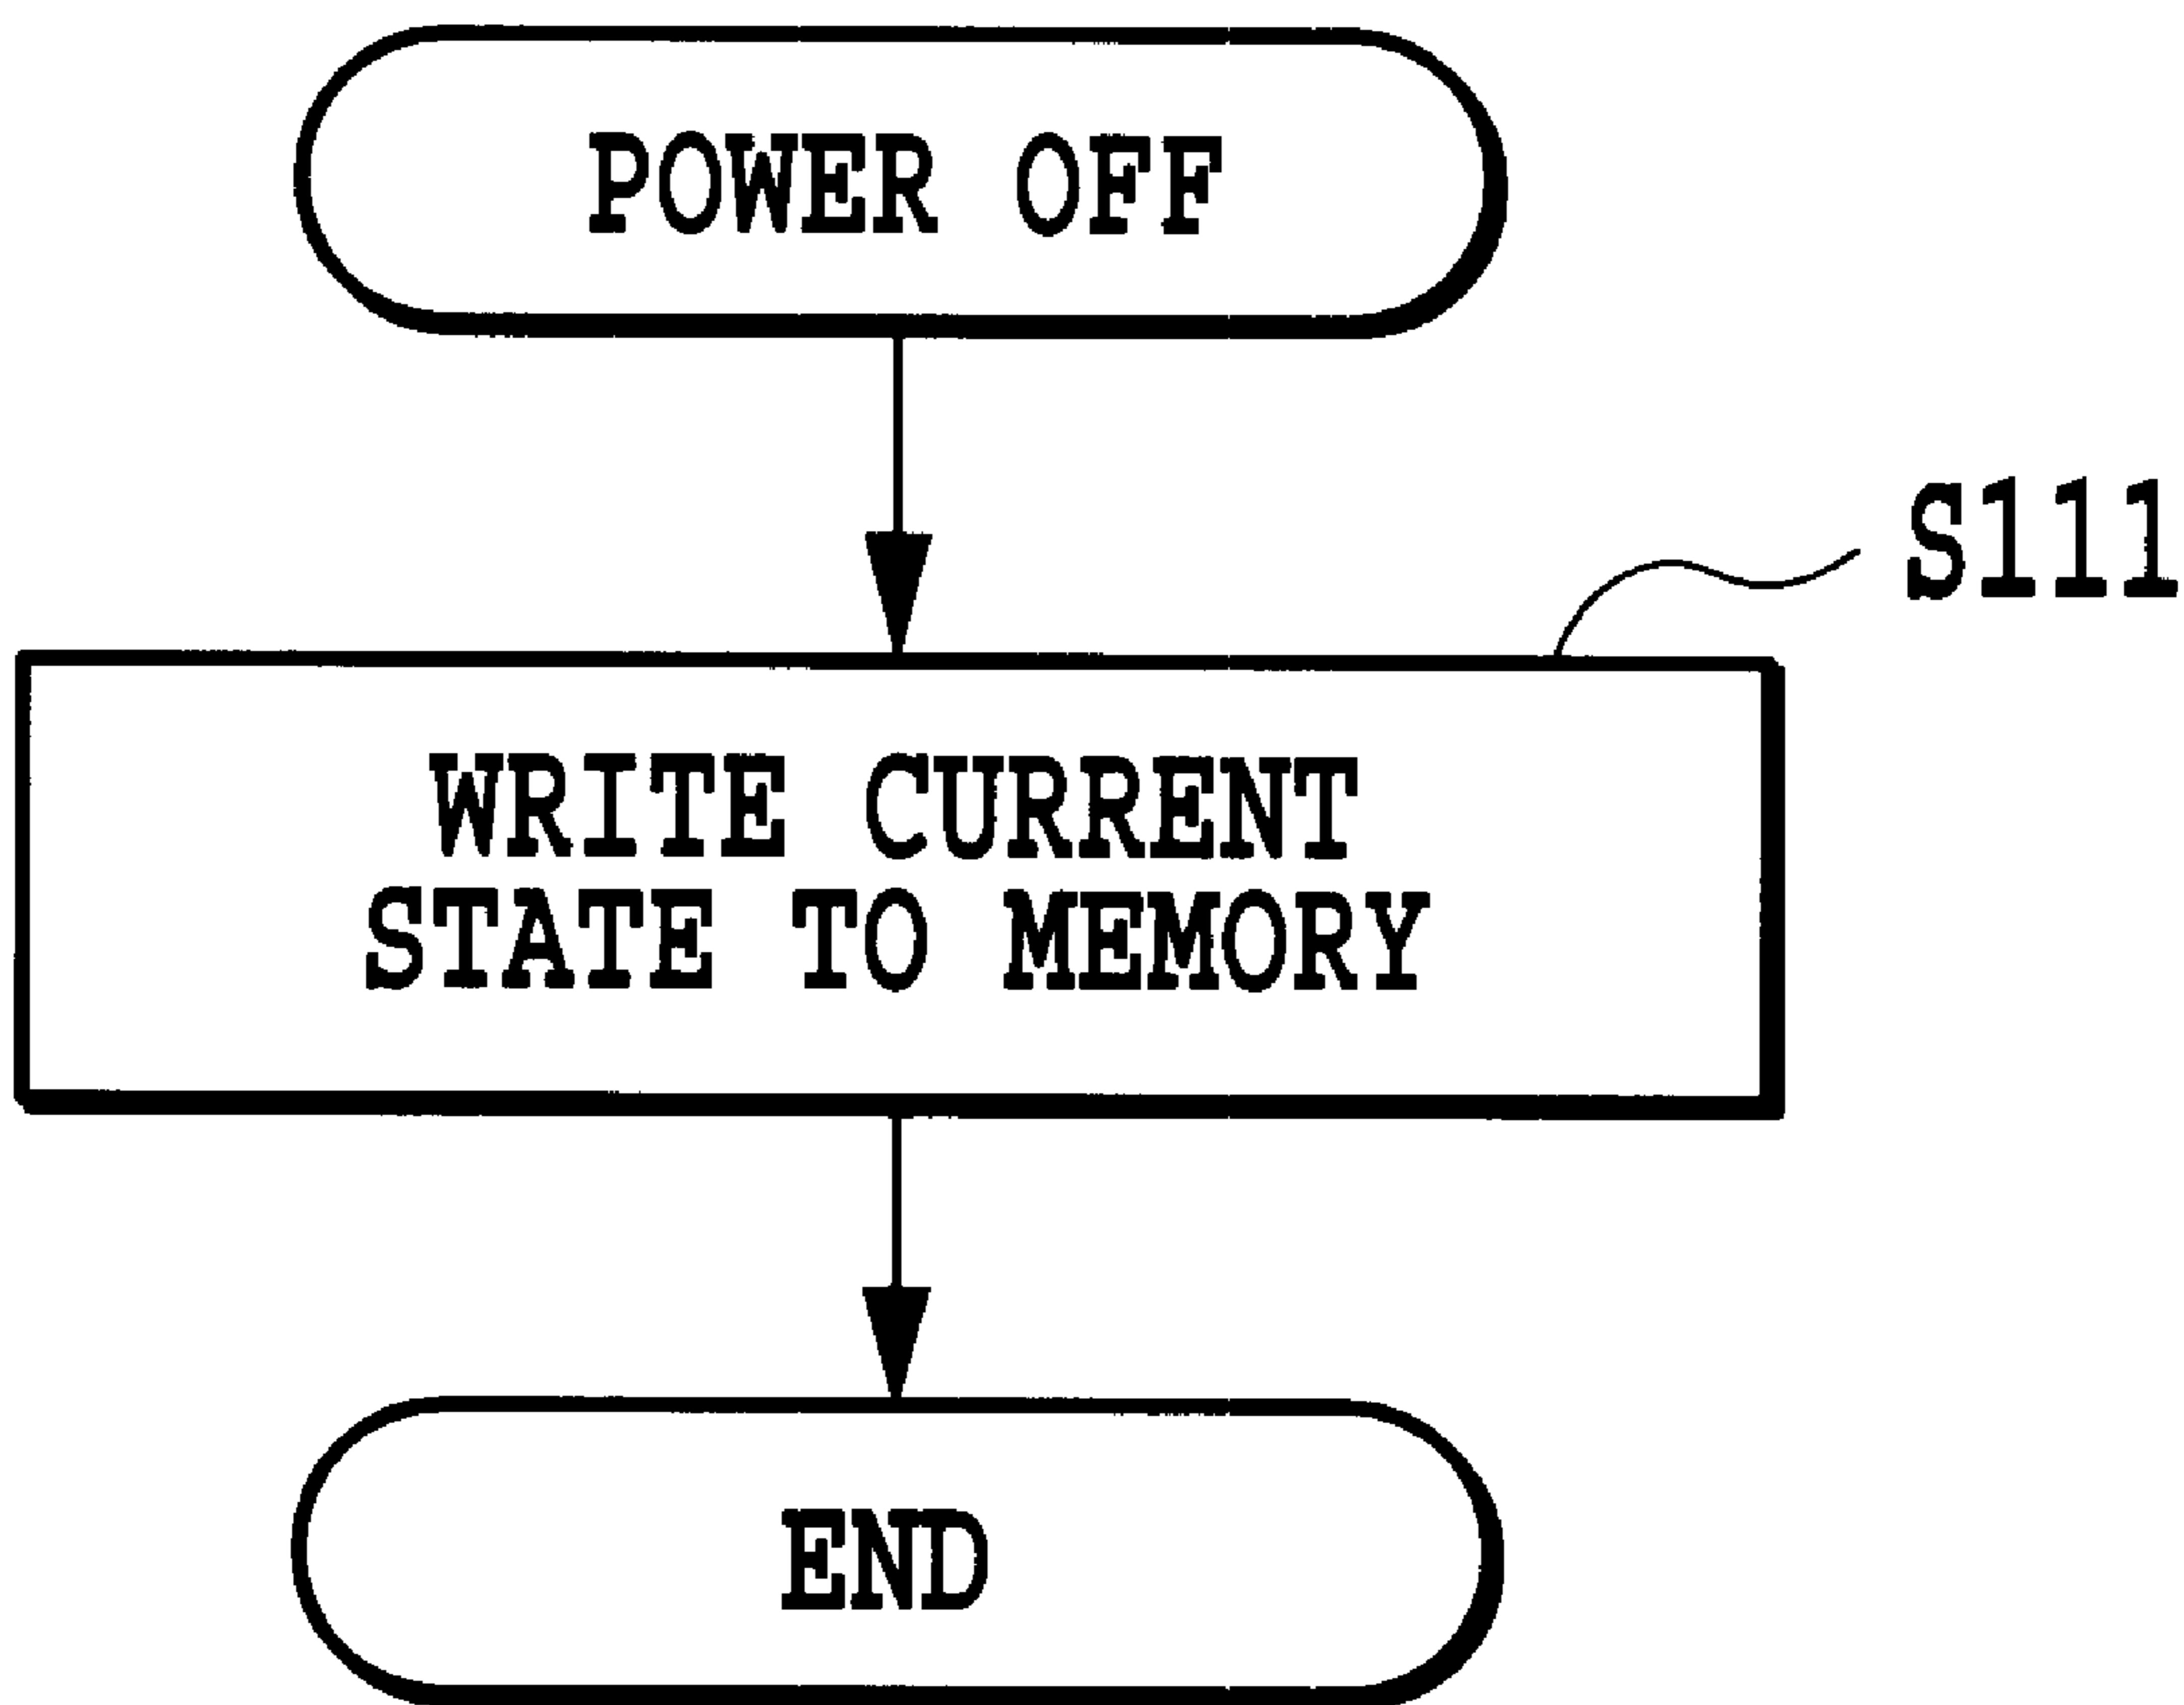 POWER OFF
S111
WRITE CURRENT
STATE TO MEMORY
END